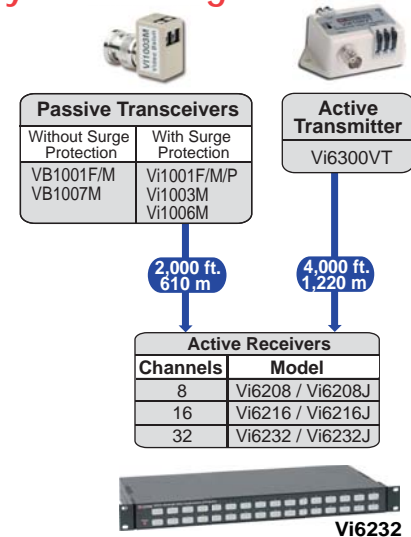 Vi1003M
Passive Transceivers
Without Surge Protection
With Surge Protection
VB1001F/M
VB1007M
Vi1001F/M/P
Vi1003M
Vi1006M
Active
Transmitter
Vi6300VT
2,000 ft.
610 m
4,000 ft.
1,220 m
Active Receivers
Channels Model
8 Vi6208 / Vi6208J
16 Vi6216 / Vi6216J
32 Vi6232 / Vi6232J
Vi6232